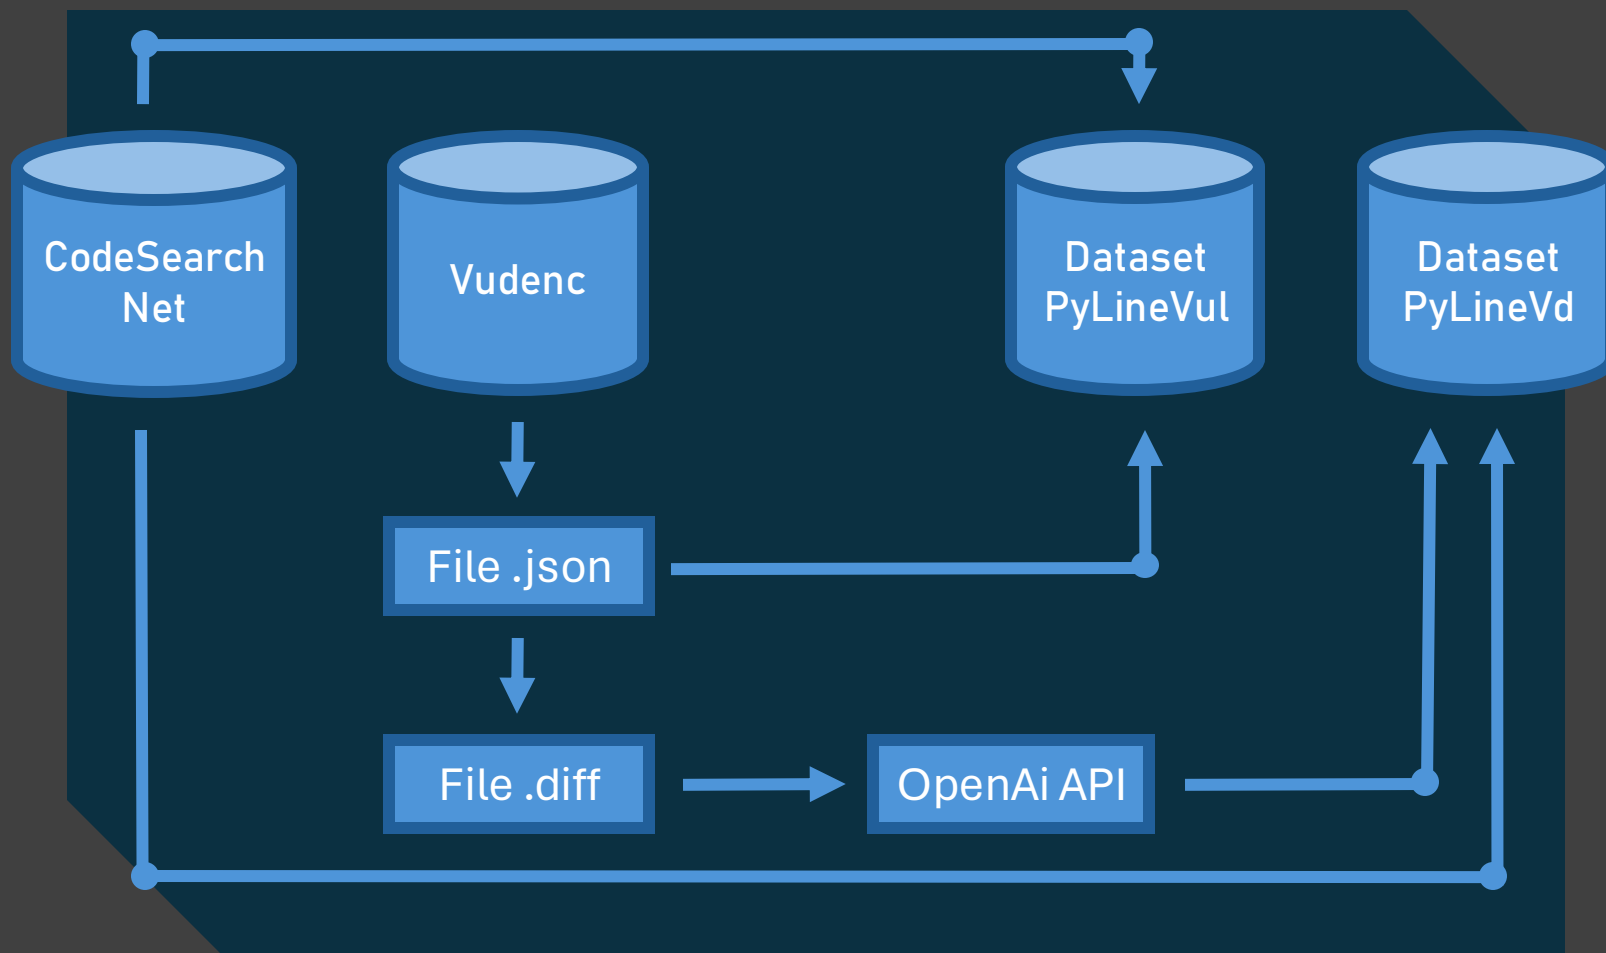 CodeSearch
Net
Vudenc
Dataset
PyLineVul
Dataset
PyLineVd
File .json
File .diff
OpenAi API